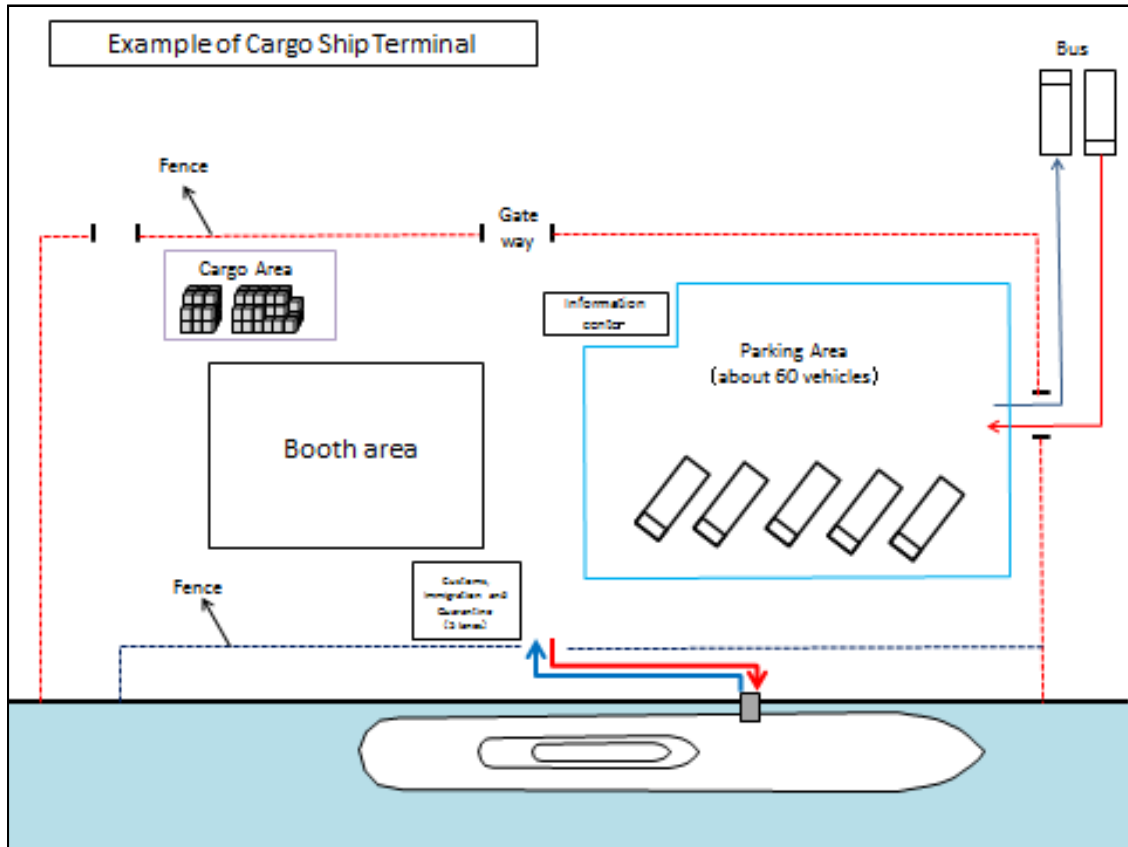 Example of Cargo Ship Terminal
Bus
Fence
Gate
way
Cargo Area
Information
center
Parking Area
(about 60 vehicles)
Booth area
Customs,
Immigration and
Quarantine
Fence